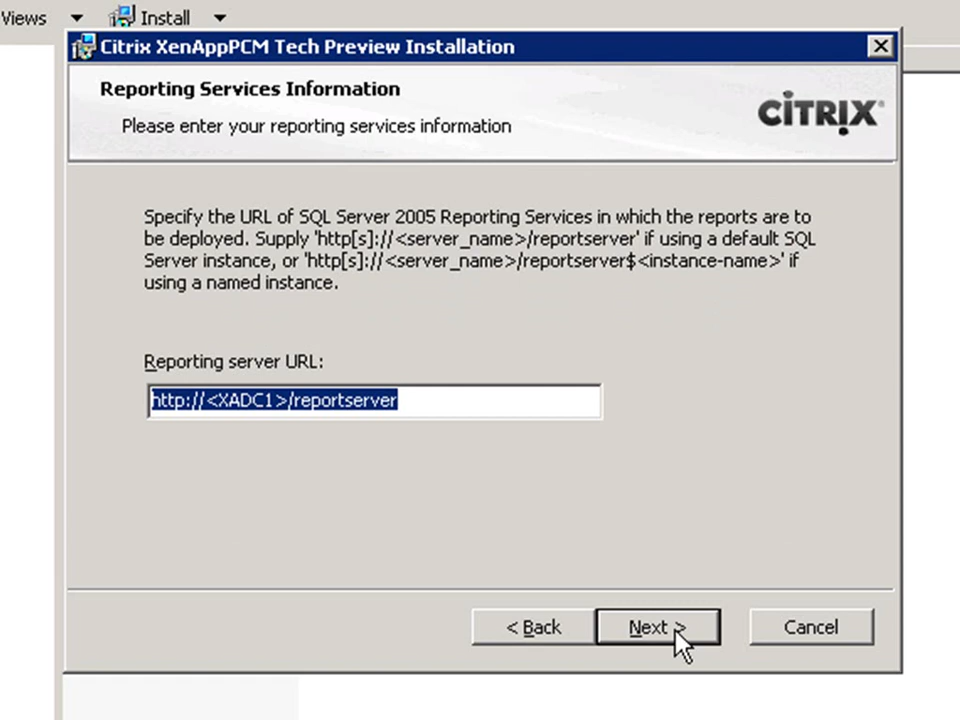 Views Install
Citrix XenAppPCM Tech Preview Installation
Reporting Services Information
Please enter your reporting services information
CITRIX
Specify the URL of SQL Server 2005 Reporting Services in which the reports are to
be deployed. Supply 'http[s]://<server_name>/reportserver' if using a default SQL
Server instance, or 'http[s]://<server_name>/reportserver$<instance-name>' if
using a named instance.
Reporting server URL:
http://<XADC1>/reportserver
< Back Next > Cancel